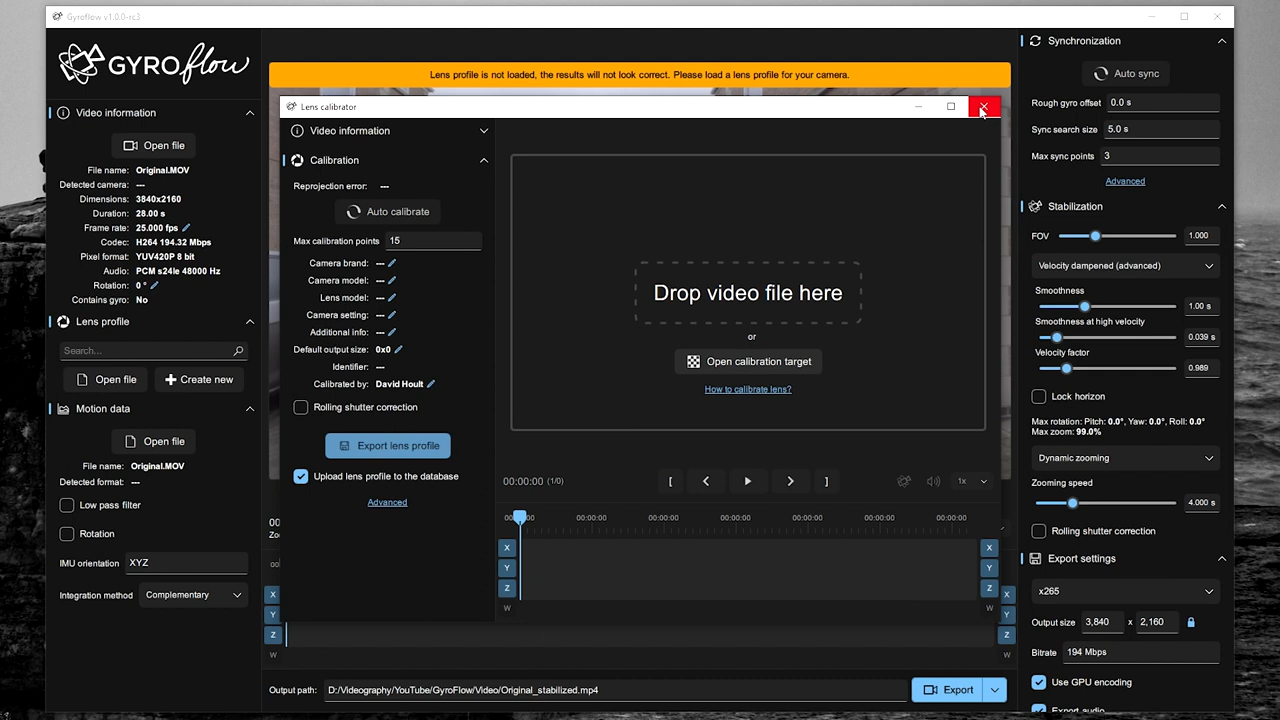 Gyroflow v1.0.0-rc3
GYROflow
Video information
Open file
File name: Original.MOV
Detected camera: ---
Dimensions: 3840x2160
Duration: 28.00 s
Frame rate: 25.000 fps
Codec: H264 194.32 Mbps
Pixel format: YUV420P 8 bit
Audio: PCM s24le 48000 Hz
Rotation: 0 °
Contains gyro: No
Lens profile
Search...
Open file
Create new
Motion data
Open file
File name: Original.MOV
Detected format: ---
Low pass filter
Rotation
IMU orientation XYZ
Integration method Complementary
Lens profile is not loaded, the results will not look correct. Please load a lens profile for your camera.
Lens calibrator
Video information
Calibration
Reprojection error: ---
Auto calibrate
Max calibration points 15
Camera brand: ---
Camera model: ---
Lens model: ---
Camera setting: ---
Additional info: ---
Default output size: 0x0
Identifier: ---
Calibrated by: David Hoult
Rolling shutter correction
Export lens profile
Upload lens profile to the database
Advanced
Drop video file here
or
Open calibration target
How to calibrate lens?
00:00:00 (1/0)
[
]
1x
00:00:00 00:00:00 00:00:00 00:00:00 00:00:00
X X
Y Y
Z Z
W W
X X
Y Y
Z Z
W W
Output path: D:/Videography/YouTube/GyroFlow/Video/Original_stabilized.mp4
Export
Synchronization
Auto sync
Rough gyro offset 0.0 s
Sync search size 5.0 s
Max sync points 3
Advanced
Stabilization
FOV 1.000
Velocity dampened (advanced)
Smoothness
1.00 s
Smoothness at high velocity
0.039 s
Velocity factor
0.989
Lock horizon
Max rotation: Pitch: 0.0°, Yaw: 0.0°, Roll: 0.0°
Max zoom: 99.0%
Dynamic zooming
Zooming speed
4.000 s
Rolling shutter correction
Export settings
x265
Output size 3,840 x 2,160
Bitrate 194 Mbps
Use GPU encoding
Export audio